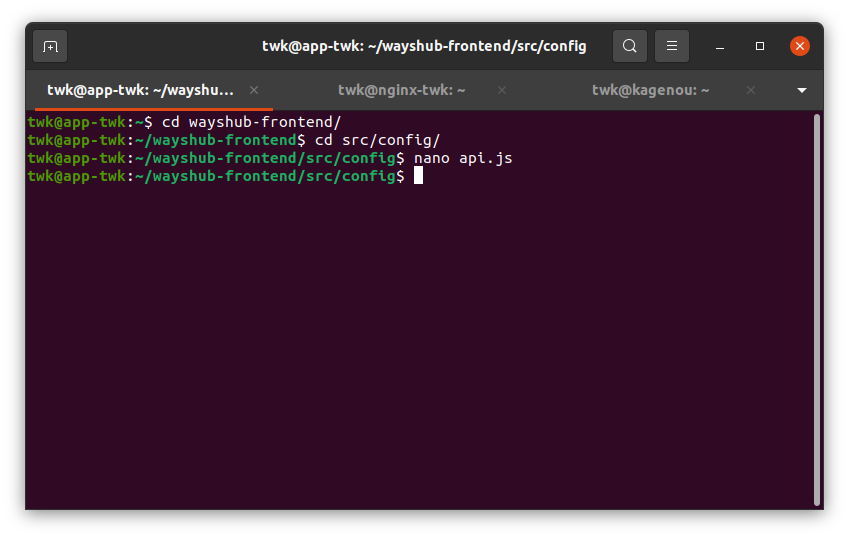 twk@app-twk: ~/wayshub-frontend/src/config
twk@app-twk: ~/wayshu… twk@nginx-twk: ~ twk@kagenou: ~
twk@app-twk:~$ cd wayshub-frontend/
twk@app-twk:~/wayshub-frontend$ cd src/config/
twk@app-twk:~/wayshub-frontend/src/config$ nano api.js
twk@app-twk:~/wayshub-frontend/src/config$